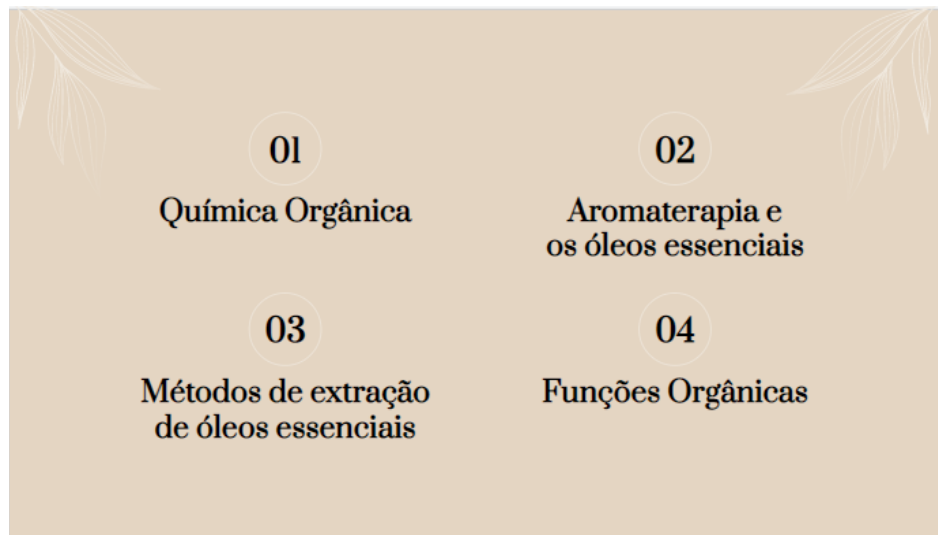 01
Química Orgânica
02
Aromaterapia e
os óleos essenciais
03
Métodos de extração
de óleos essenciais
04
Funções Orgânicas